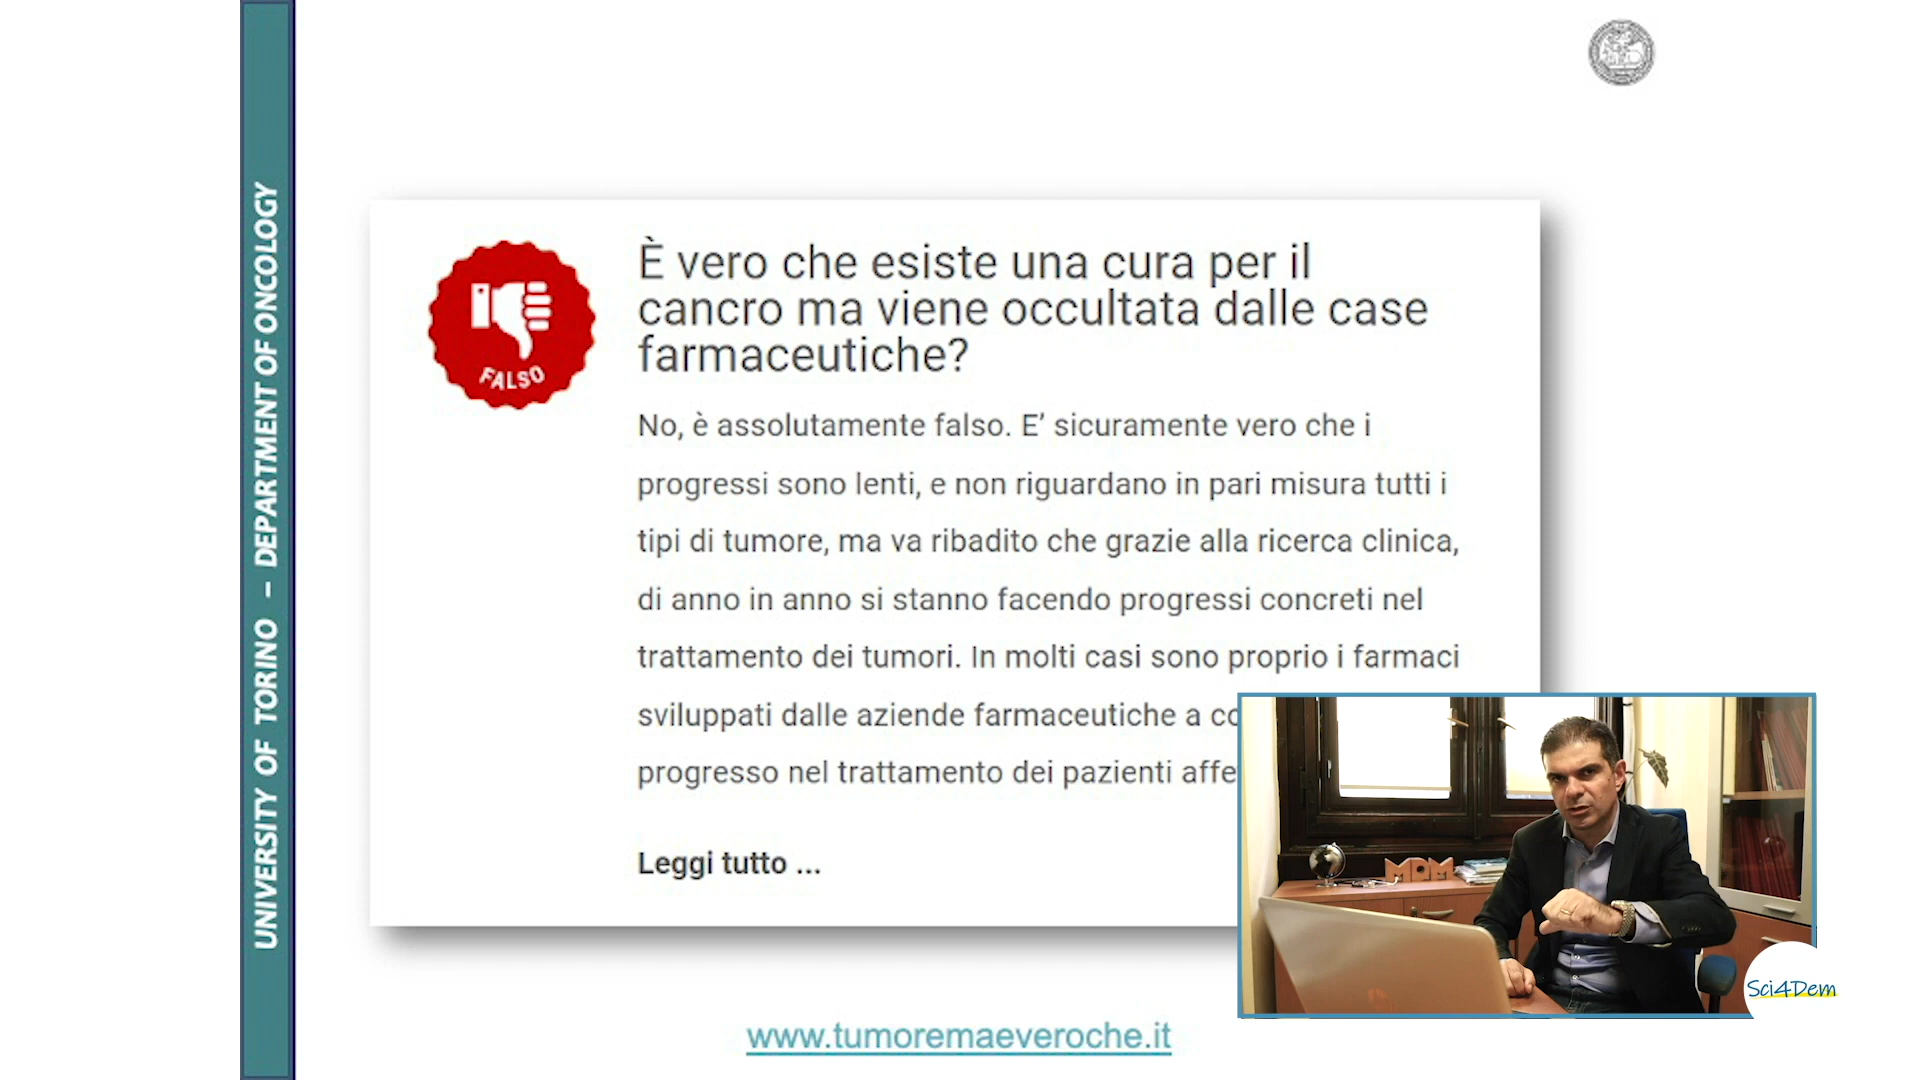 UNIVERSITY OF TORINO – DEPARTMENT OF ONCOLOGY
FALSO
È vero che esiste una cura per il
cancro ma viene occultata dalle case
farmaceutiche?
No, è assolutamente falso. E’ sicuramente vero che i
progressi sono lenti, e non riguardano in pari misura tutti i
tipi di tumore, ma va ribadito che grazie alla ricerca clinica,
di anno in anno si stanno facendo progressi concreti nel
trattamento dei tumori. In molti casi sono proprio i farmaci
sviluppati dalle aziende farmaceutiche a
progresso nel trattamento dei pazienti
Leggi tutto ...
MDM
Sci4Dem
www.tumoremaeveroche.it